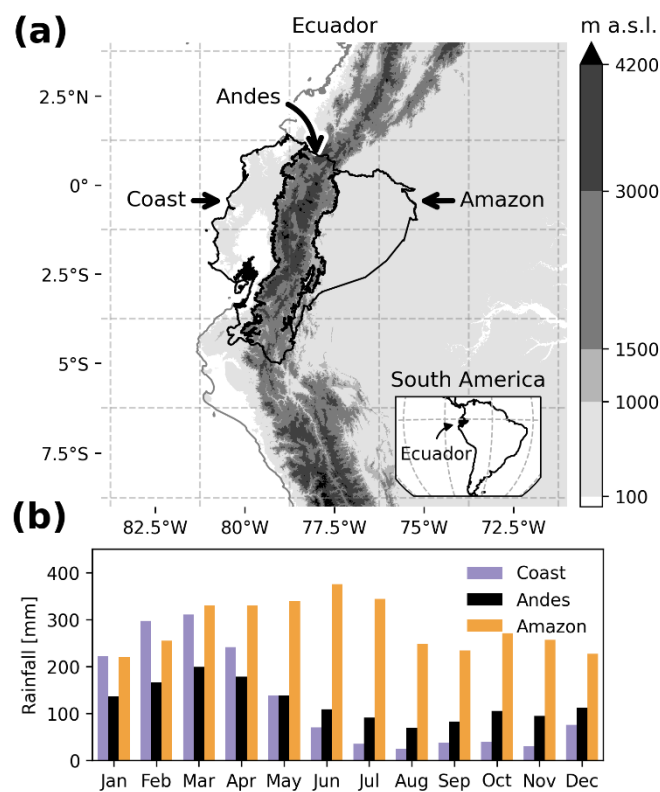 (a)
Ecuador
m a.s.l.
4200
3000
1500
1000
100
2.5°N
0°
2.5°S
5°S
7.5°S
Andes
Coast
Amazon
South America
Ecuador
82.5°W 80°W 77.5°W 75°W 72.5°W
(b)
Rainfall [mm]
400
300
200
100
0
Coast
Andes
Amazon
Jan Feb Mar Apr May Jun Jul Aug Sep Oct Nov Dec